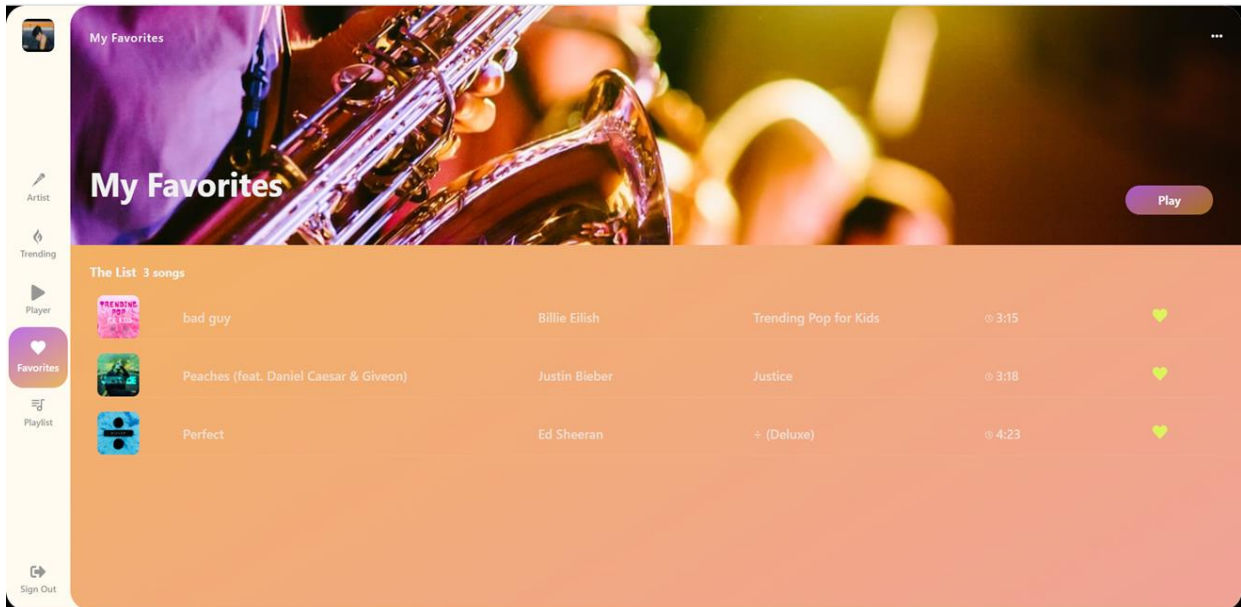 My Favorites
My Favorites
Play
Artist
Trending
Player
Favorites
Playlist
Sign Out
The List 3 songs
TRENDING
POP
bad guy Billie Eilish Trending Pop for Kids 3:15
Peaches (feat. Daniel Caesar & Giveon) Justin Bieber Justice 3:18
Perfect Ed Sheeran ÷ (Deluxe) 4:23